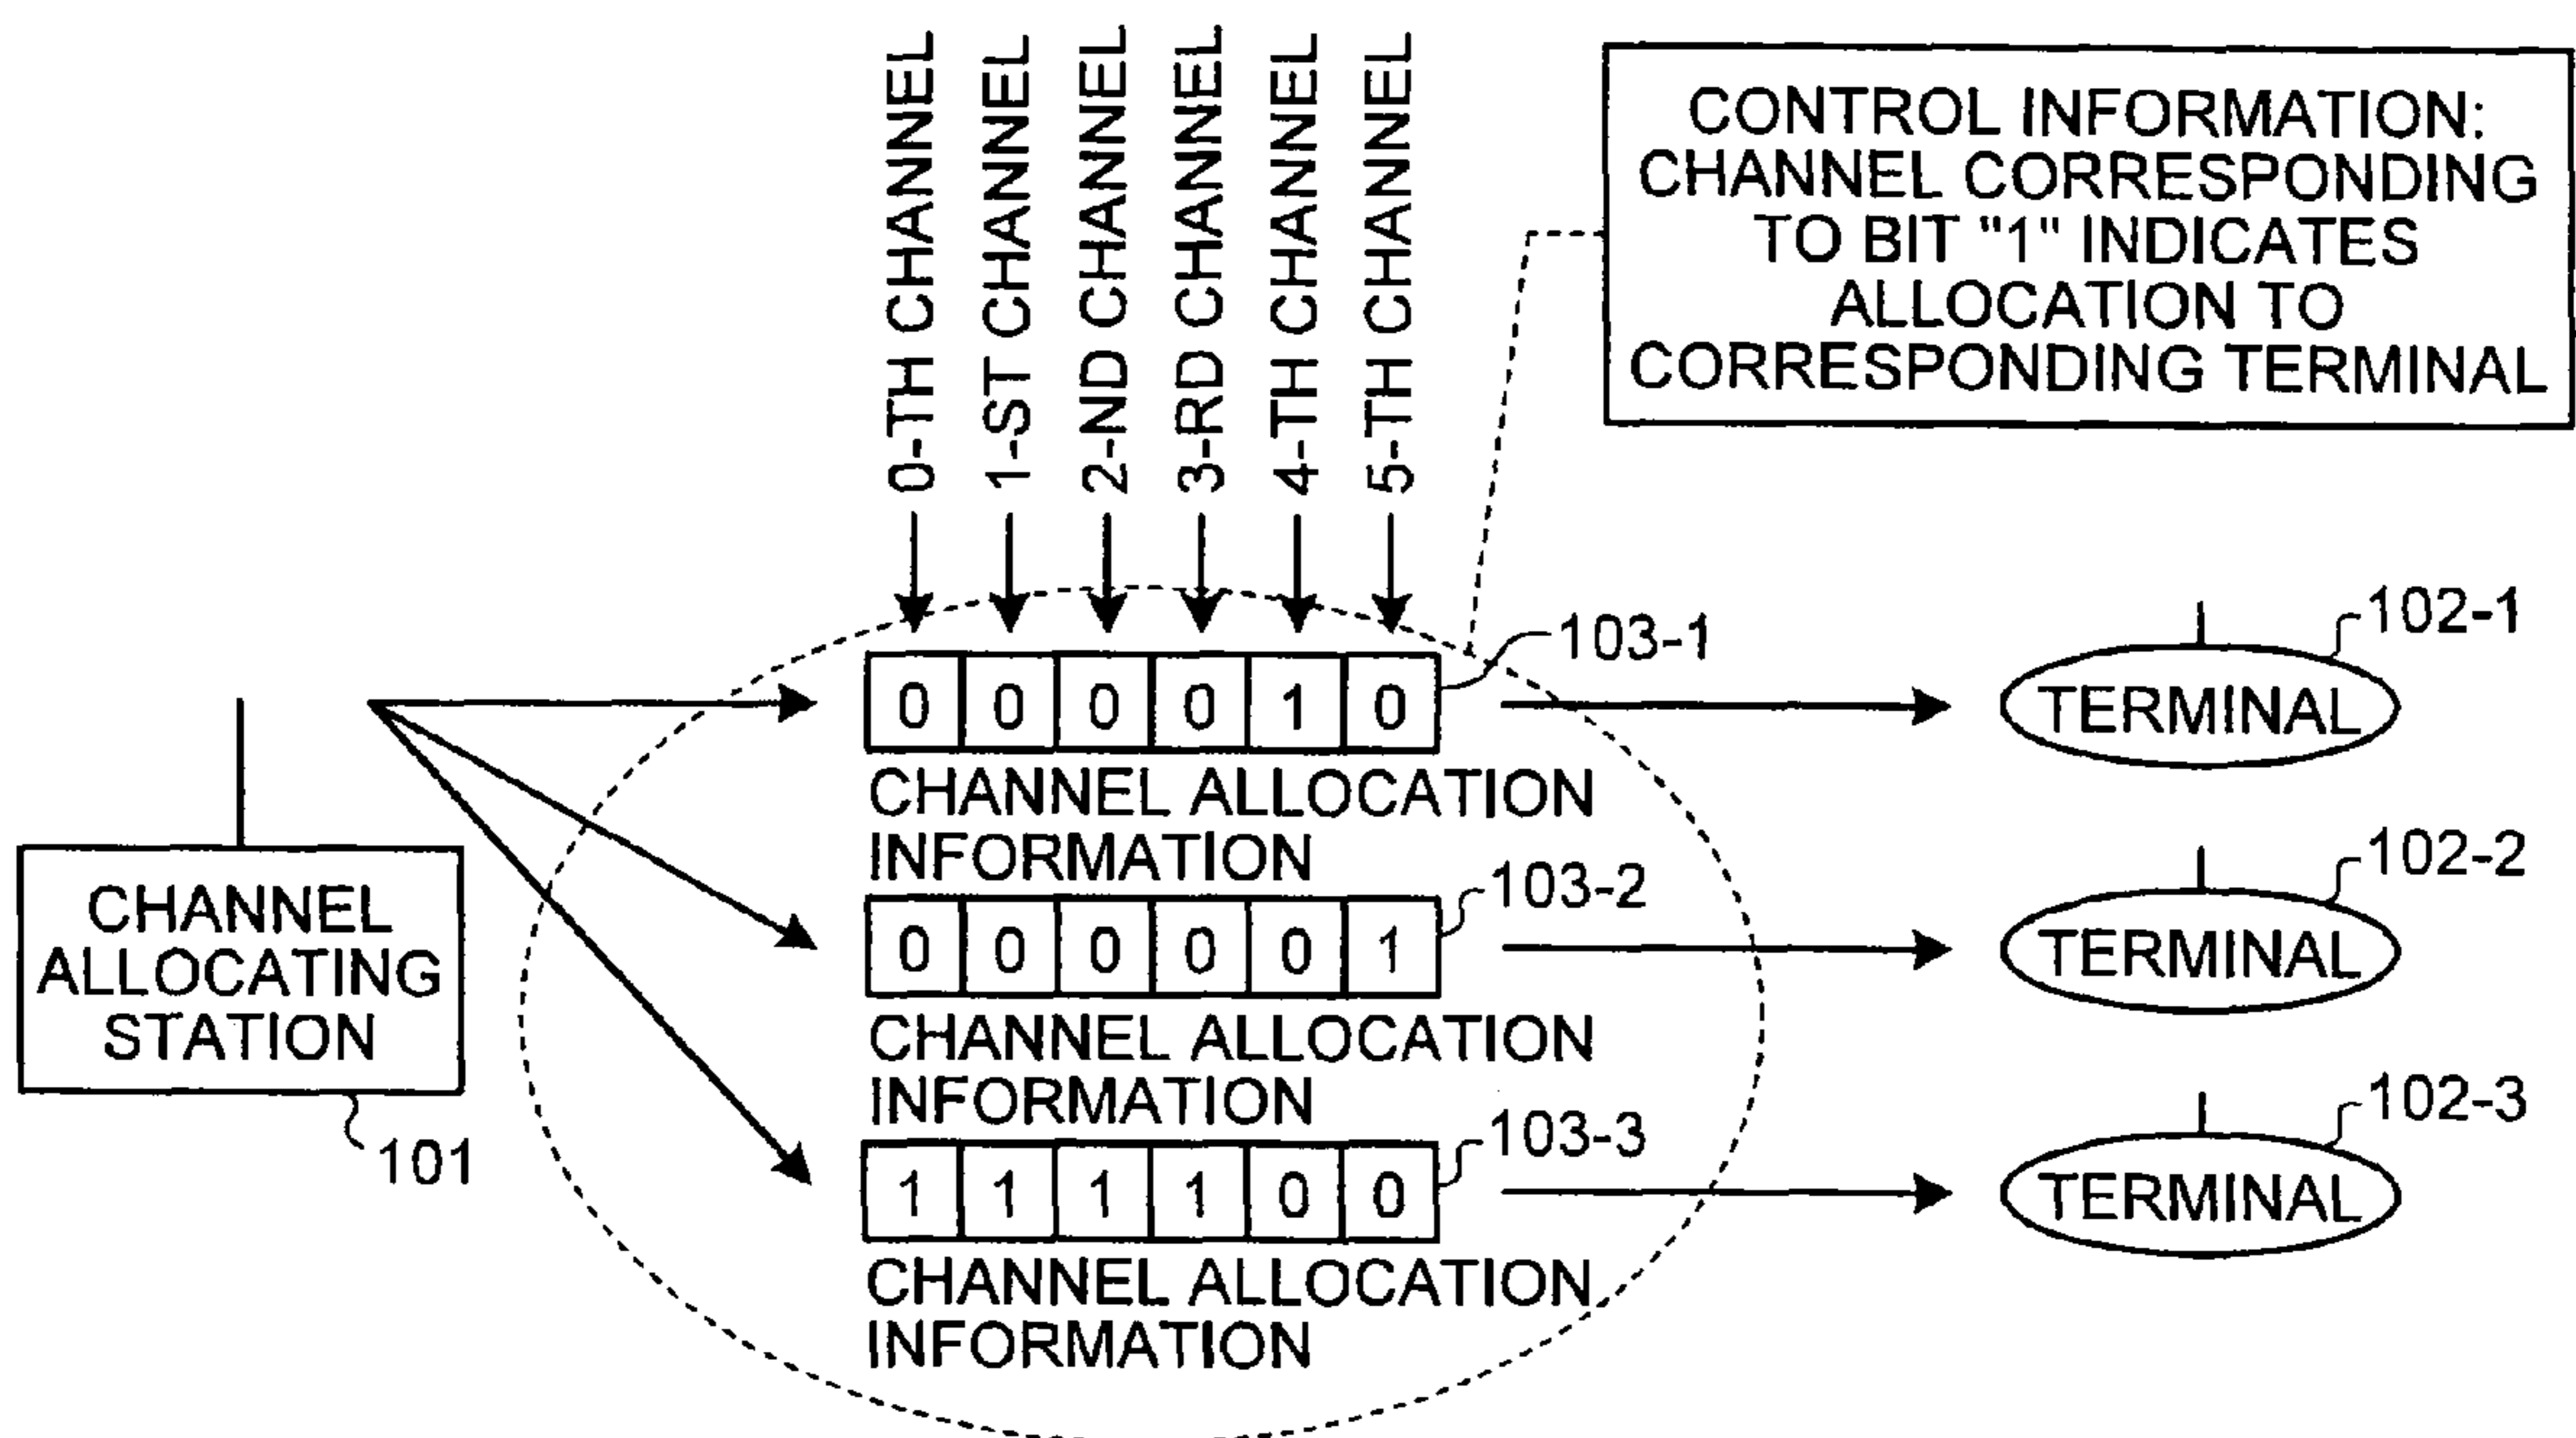 0-TH CHANNEL
1-ST CHANNEL
2-ND CHANNEL
3-RD CHANNEL
4-TH CHANNEL
5-TH CHANNEL
CONTROL INFORMATION:
CHANNEL CORRESPONDING
TO BIT "1" INDICATES
ALLOCATION TO
CORRESPONDING TERMINAL
CHANNEL
ALLOCATING
STATION
101
103-1
0 0 0 0 1 0
CHANNEL ALLOCATION
INFORMATION
103-2
0 0 0 0 0 1
CHANNEL ALLOCATION
INFORMATION
103-3
1 1 1 1 0 0
CHANNEL ALLOCATION
INFORMATION
102-1
TERMINAL
102-2
TERMINAL
102-3
TERMINAL